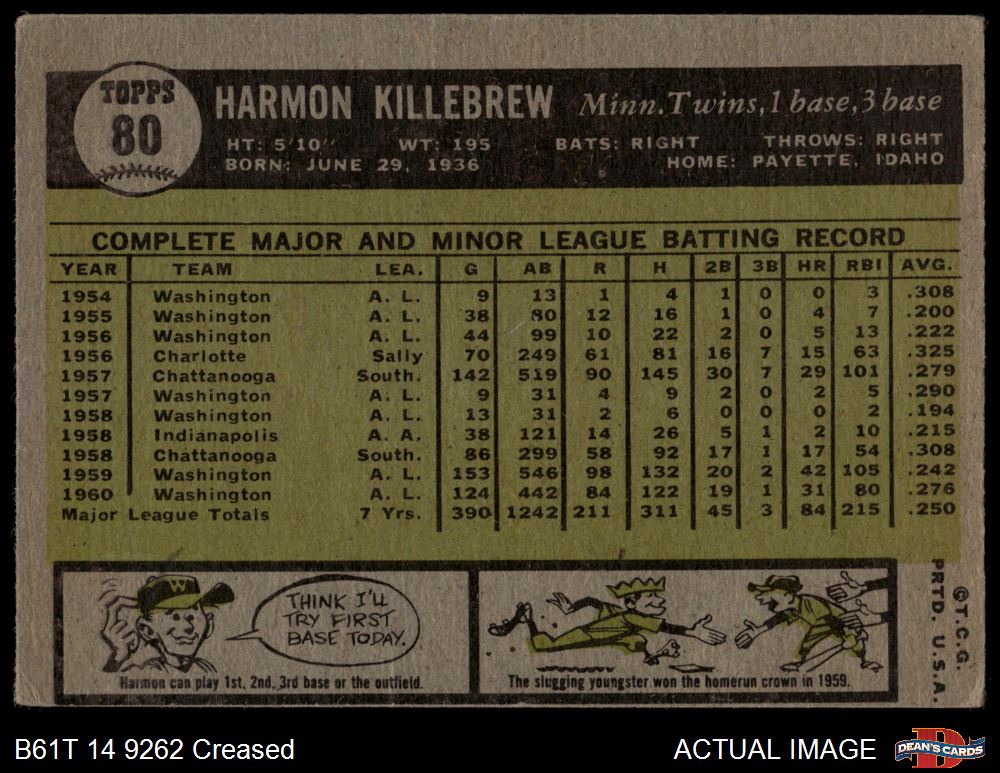 TOPPS
80
HARMON KILLEBREW Minn. Twins, 1 base, 3 base
HT: 5'10" WT: 195 BATS: RIGHT THROWS: RIGHT
BORN: JUNE 29, 1936 HOME: PAYETTE, IDAHO
COMPLETE MAJOR AND MINOR LEAGUE BATTING RECORD
YEAR TEAM LEA. G AB R H 2B 3B HR RBI AVG.
1954 Washington A. L. 9 13 1 4 1 0 0 3 .308
1955 Washington A. L. 38 80 12 16 1 0 4 7 .200
1956 Washington A. L. 44 99 10 22 2 0 5 13 .222
1956 Charlotte Sally 70 249 61 81 16 7 15 63 .325
1957 Chattanooga South. 142 519 90 145 30 7 29 101 .279
1957 Washington A. L. 9 31 4 9 2 0 2 5 .290
1958 Washington A. L. 13 31 2 6 0 0 0 2 .194
1958 Indianapolis A. A. 38 121 14 26 5 1 2 10 .215
1958 Chattanooga South. 86 299 58 92 17 1 17 54 .308
1959 Washington A. L. 153 546 98 132 20 2 42 105 .242
1960 Washington A. L. 124 442 84 122 19 1 31 80 .276
Major League Totals 7 Yrs. 390 1242 211 311 45 3 84 215 .250
W
THINK I'LL
TRY FIRST
BASE TODAY.
Harmon can play 1st, 2nd, 3rd base or the outfield.
The slugging youngster won the homerun crown in 1959.
©T.C.G.
PRTD. U.S.A.
B61T 14 9262 Creased
ACTUAL IMAGE
D
DEAN'S CARDS